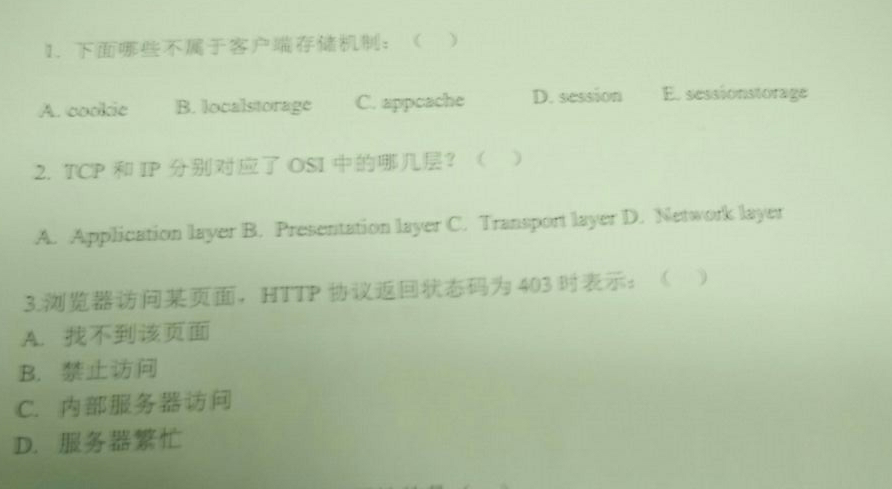 1. 下面哪些不属于客户端存储机制：（ ）
A. cookie B. localstorage C. appcache D. session E. sessionstorage
2. TCP 和 IP 分别对应了 OSI 中的哪几层？（ ）
A. Application layer B. Presentation layer C. Transport layer D. Network layer
3.浏览器访问某页面，HTTP 协议返回状态码为 403 时表示：（ ）
A. 找不到该页面
B. 禁止访问
C. 内部服务器访问
D. 服务器繁忙